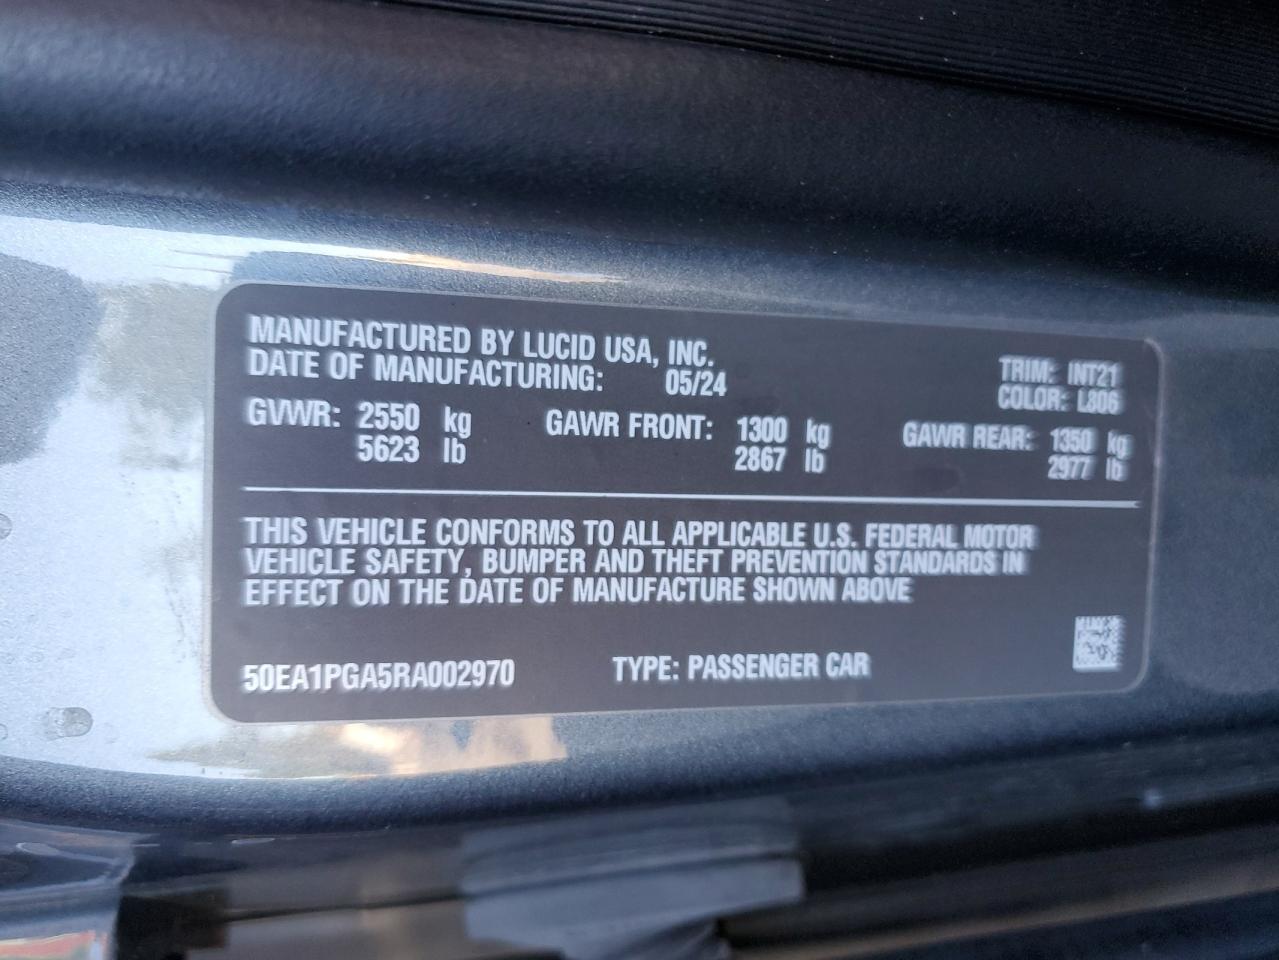 MANUFACTURED BY LUCID USA, INC.
DATE OF MANUFACTURING: 05/24
TRIM: INT21
COLOR: L806
GVWR: 2550 kg GAWR FRONT: 1300 kg GAWR REAR: 1350 kg
5623 lb 2867 lb 2977 lb
THIS VEHICLE CONFORMS TO ALL APPLICABLE U.S. FEDERAL MOTOR
VEHICLE SAFETY, BUMPER AND THEFT PREVENTION STANDARDS IN
EFFECT ON THE DATE OF MANUFACTURE SHOWN ABOVE
50EA1PGA5RA002970 TYPE: PASSENGER CAR